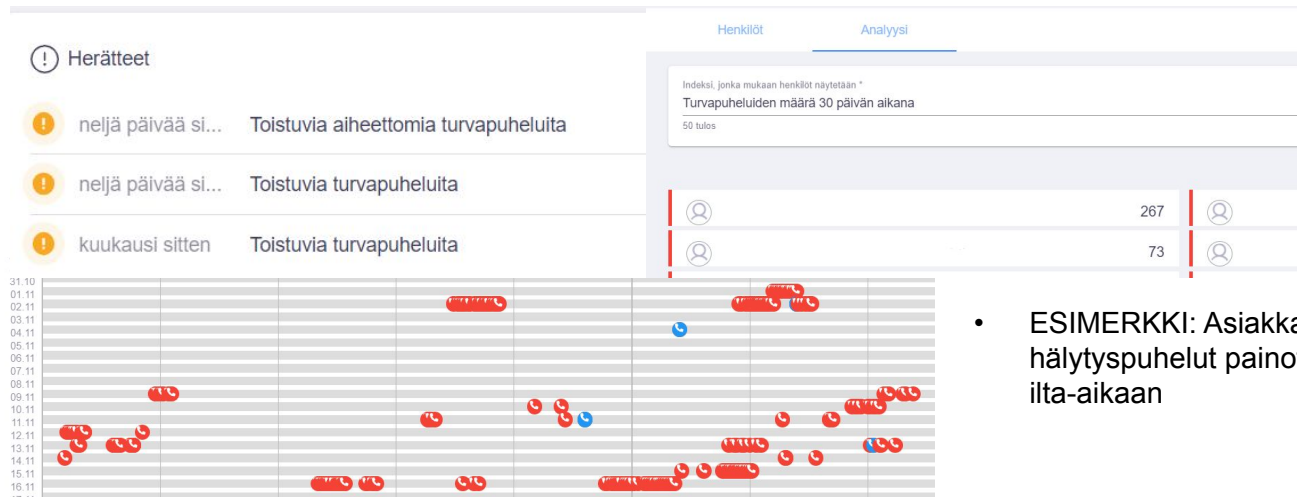 Herätteet
neljä päivää si... Toistuvia aiheettomia turvapuheluita
neljä päivää si... Toistuvia turvapuheluita
kuukausi sitten Toistuvia turvapuheluita
Henkilöt Analyysi
Indeksi, jonka mukaan henkilöt näytetään *
Turvapuheluiden määrä 30 päivän aikana
50 tulos
267
73
31.10
01.11
02.11
03.11
04.11
05.11
06.11
07.11
08.11
09.11
10.11
11.11
12.11
13.11
14.11
15.11
16.11
• ESIMERKKI: Asiakka
hälytyspuhelut paino
ilta-aikaan